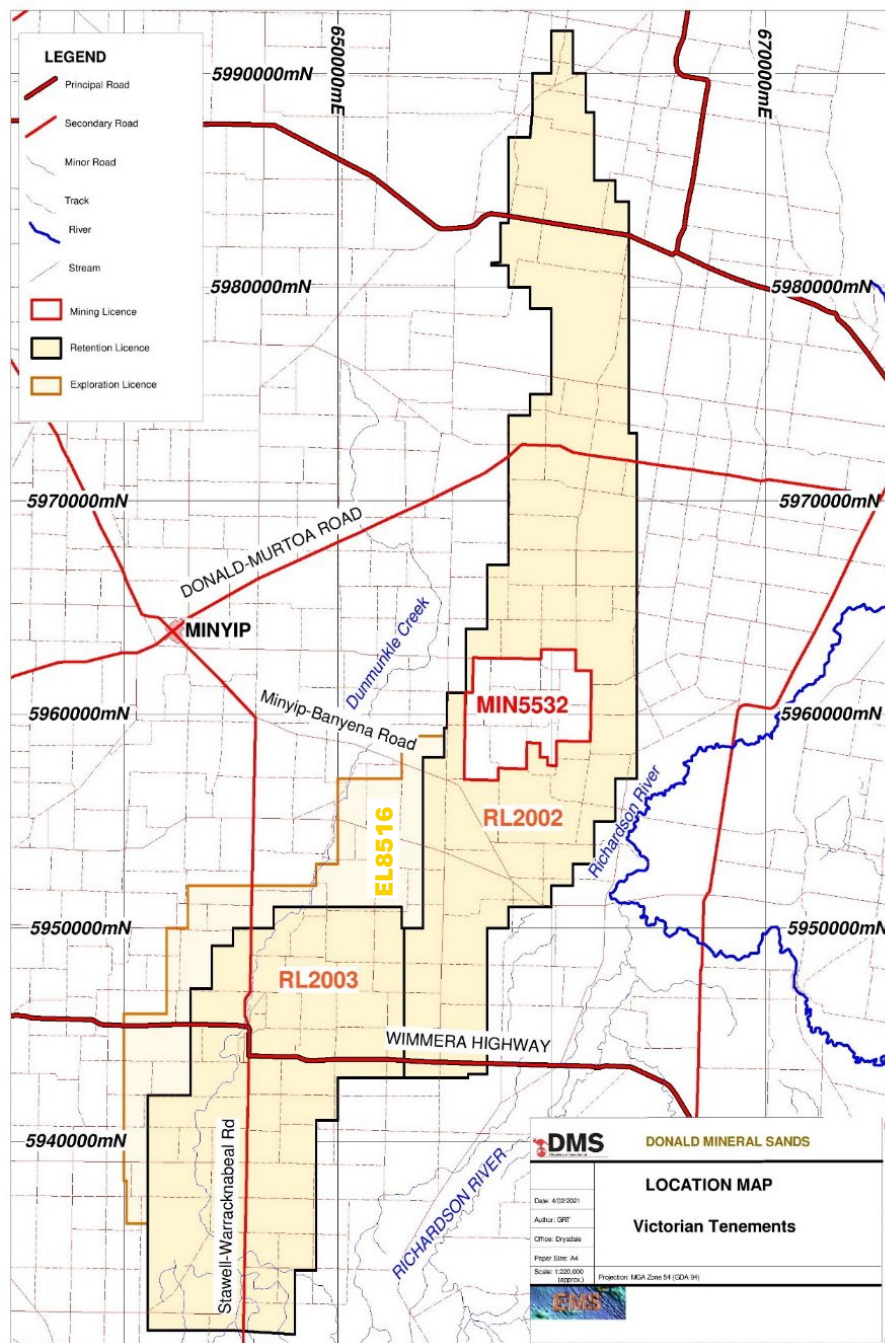 LEGEND
Principal Road
Secondary Road
Minor Road
Track
River
Stream
Mining Licence
Retention Licence
Exploration Licence
650000mE
670000mE
5990000mN
5980000mN
5980000mN
5970000mN
5970000mN
DONALD-MURTOA ROAD
MINYIP
Dunmunkle Creek
Minyip-Banyena Road
MIN5532
5960000mN
5960000mN
RL2002
EL8516
Richardson River
5950000mN
5950000mN
RL2003
WIMMERA HIGHWAY
5940000mN
Stawell-Warracknabeal Rd
RICHARDSON RIVER
DMS
DONALD MINERAL SANDS
LOCATION MAP
Victorian Tenements
Date: 4/02/2021
Author: GRT
Office: Drysdale
Paper Size: A4
Scale: 1:220,000
(approx.)
Projection: MGA Zone 54 (GDA 94)
EMS